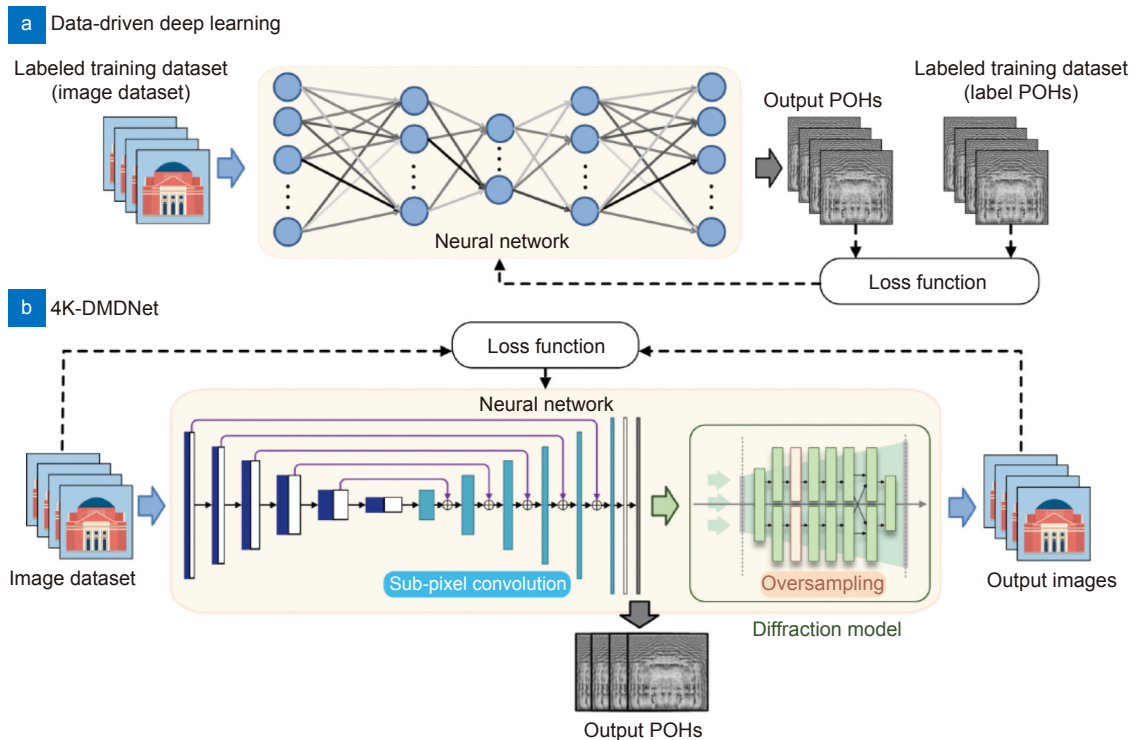 a Data-driven deep learning
Labeled training dataset
(image dataset)
Neural network
Output POHs
Labeled training dataset
(label POHs)
Loss function
b 4K-DMDNet
Loss function
Neural network
Image dataset
Sub-pixel convolution
Oversampling
Diffraction model
Output images
Output POHs